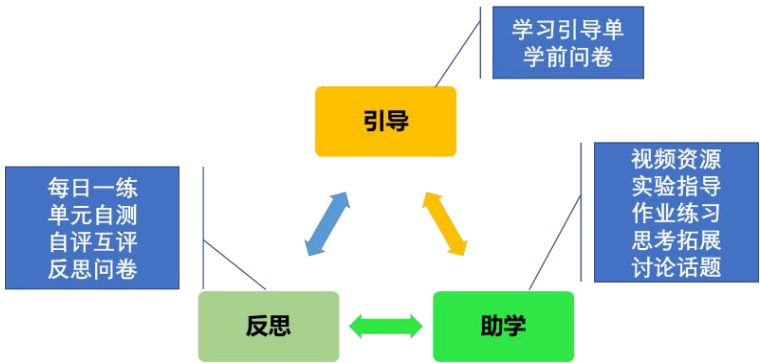 学习引导单
学前问卷
引导
视频资源
实验指导
作业练习
思考拓展
讨论话题
每日一练
单元自测
自评互评
反思问卷
反思
助学